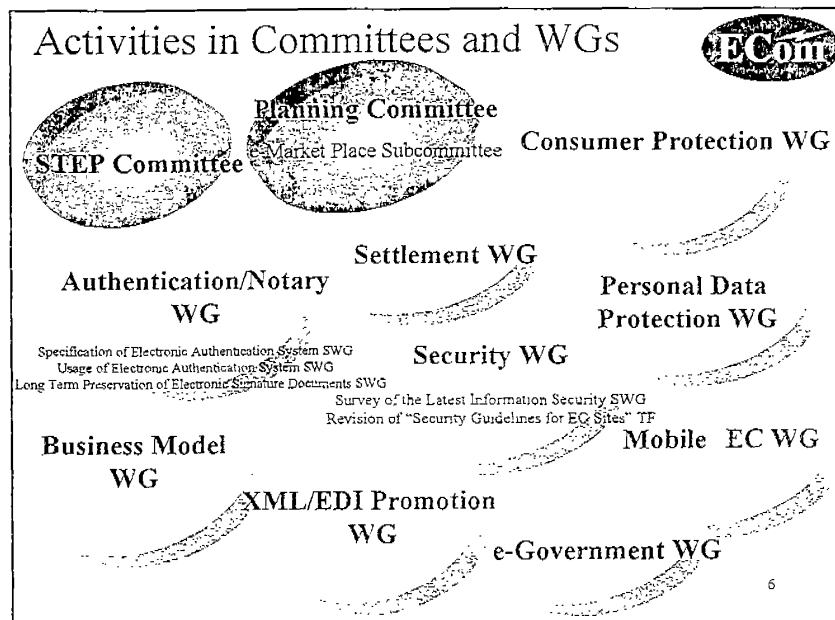 Activities in Committees and WGs
ECom
Planning Committee
e-Market Place Subcommittee
STEP Committee
Consumer Protection WG
Settlement WG
Authentication/Notary
WG
Specification of Electronic Authentication System SWG
Usage of Electronic Authentication System SWG
Long Term Preservation of Electronic Signature Documents SWG
Personal Data
Protection WG
Security WG
Survey of the Latest Information Security SWG
Revision of "Security Guidelines for EC Sites" TF
Business Model
WG
Mobile EC WG
XML/EDI Promotion
WG
e-Government WG
6